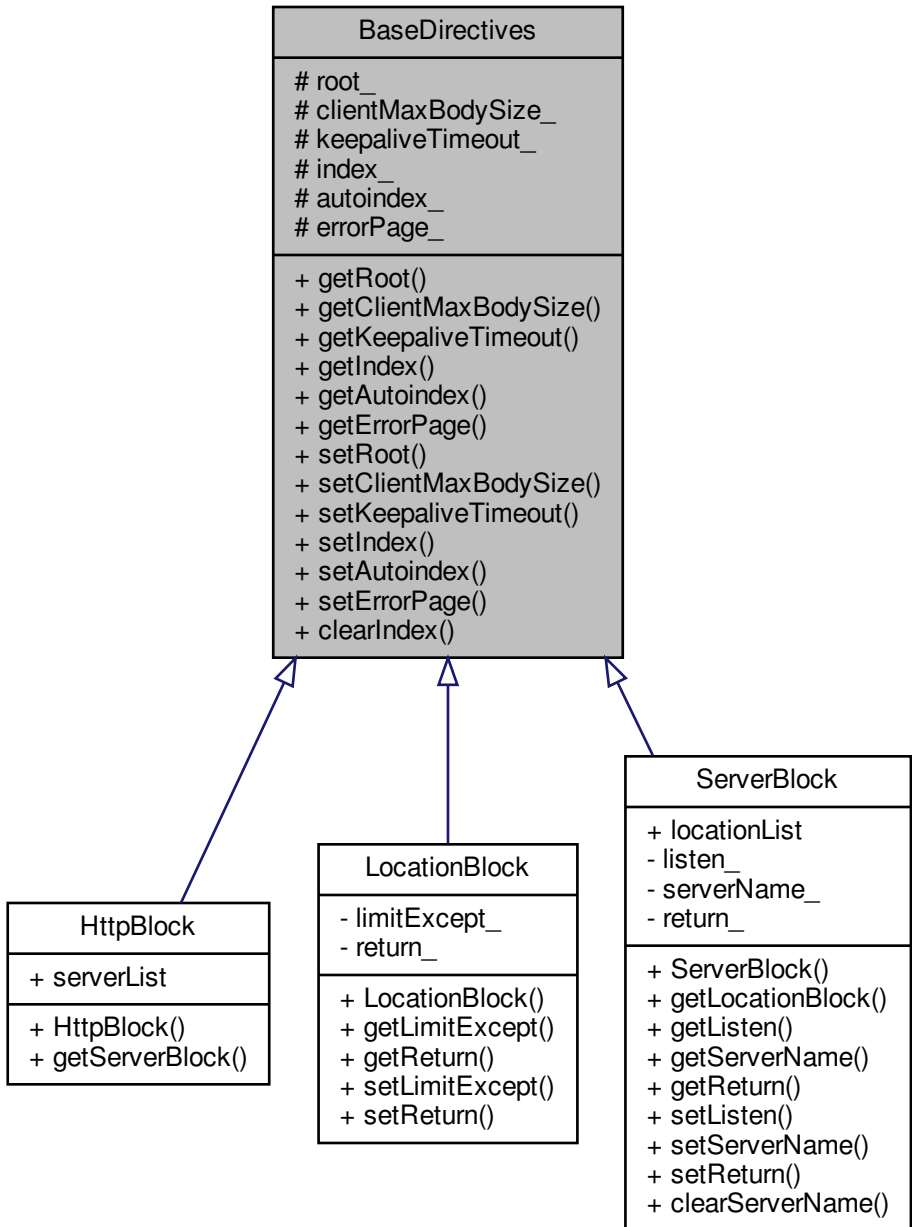 BaseDirectives
# root_
# clientMaxBodySize_
# keepaliveTimeout_
# index_
# autoindex_
# errorPage_
+ getRoot()
+ getClientMaxBodySize()
+ getKeepaliveTimeout()
+ getIndex()
+ getAutoindex()
+ getErrorPage()
+ setRoot()
+ setClientMaxBodySize()
+ setKeepaliveTimeout()
+ setIndex()
+ setAutoindex()
+ setErrorPage()
+ clearIndex()
HttpBlock
+ serverList
+ HttpBlock()
+ getServerBlock()
LocationBlock
- limitExcept_
- return_
+ LocationBlock()
+ getLimitExcept()
+ getReturn()
+ setLimitExcept()
+ setReturn()
ServerBlock
+ locationList
- listen_
- serverName_
- return_
+ ServerBlock()
+ getLocationBlock()
+ getListen()
+ getServerName()
+ getReturn()
+ setListen()
+ setServerName()
+ setReturn()
+ clearServerName()